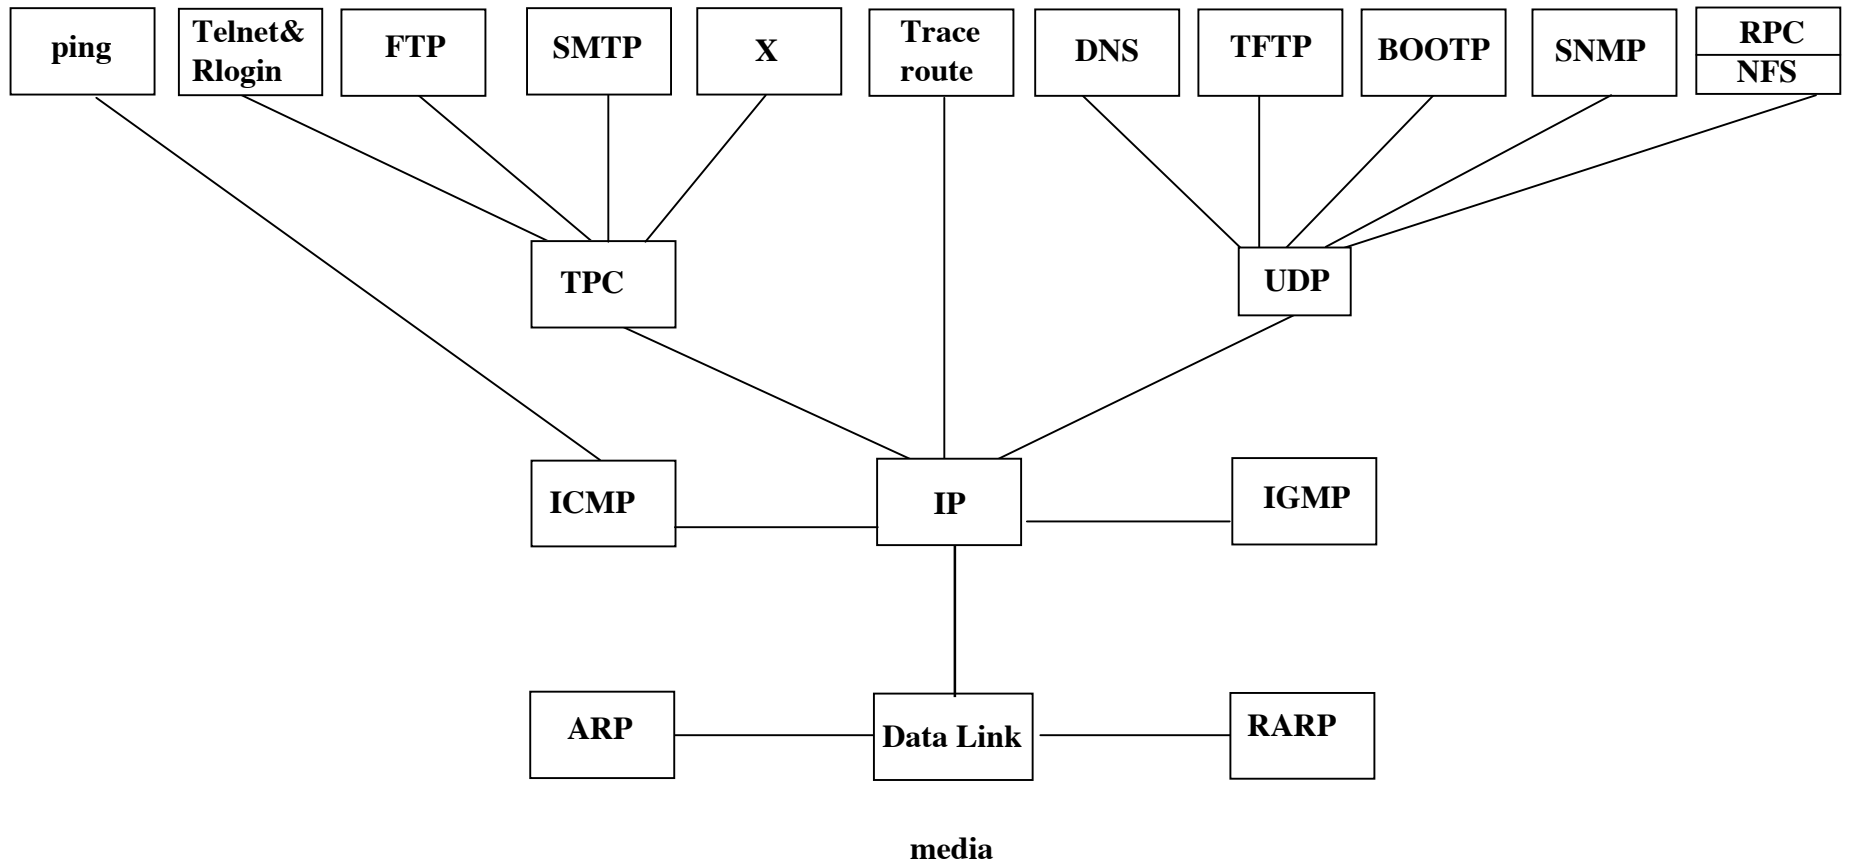 ping
Telnet&
Rlogin
FTP
SMTP
X
Trace
route
DNS
TFTP
BOOTP
SNMP
RPC
NFS
TPC
UDP
ICMP
IP
IGMP
ARP
Data Link
RARP
media